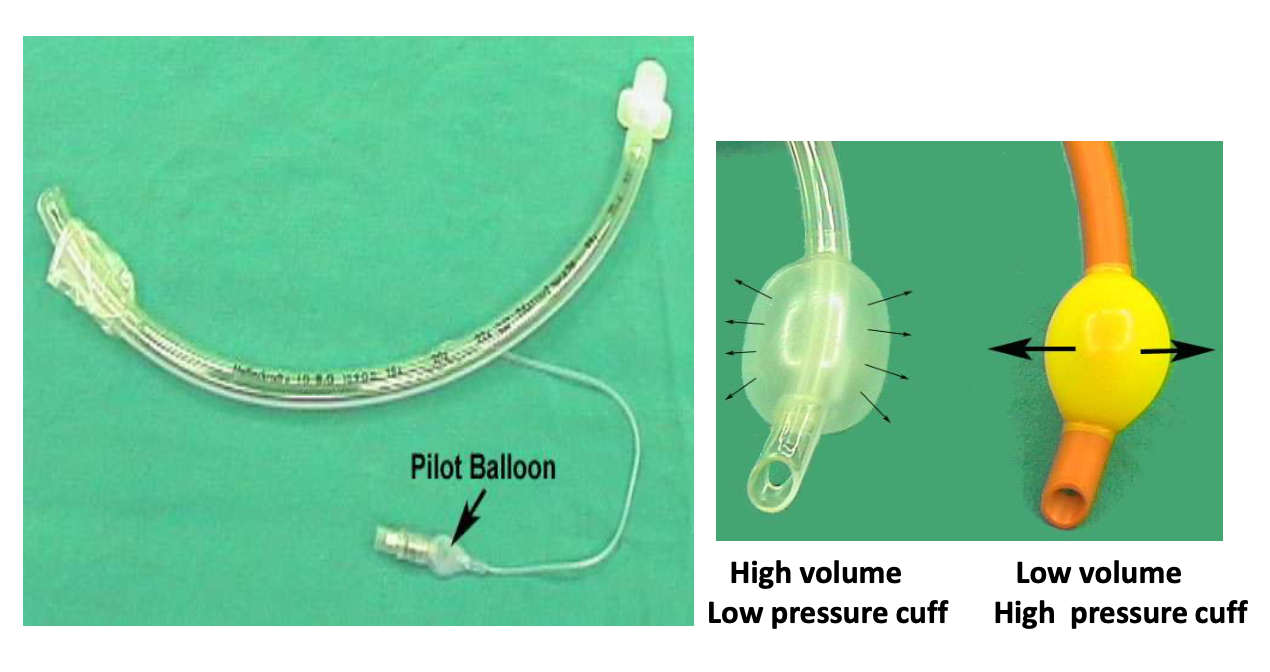 Pilot Balloon
High volume
Low pressure cuff
Low volume
High pressure cuff